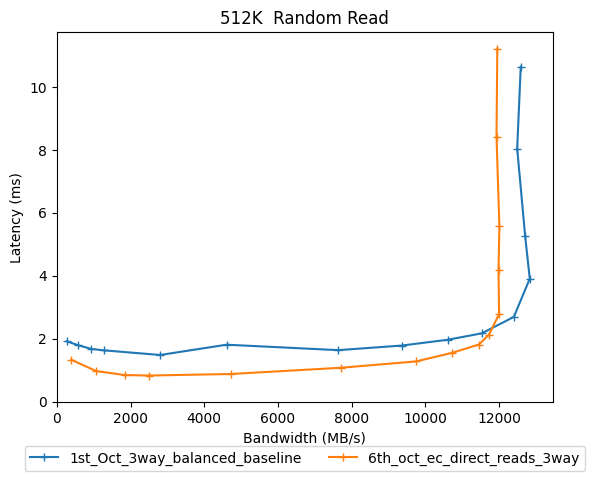 512K  Random Read
Latency (ms)
10
8
6
4
2
0
0 2000 4000 6000 8000 10000 12000
Bandwidth (MB/s)
1st_Oct_3way_balanced_baseline 6th_oct_ec_direct_reads_3way